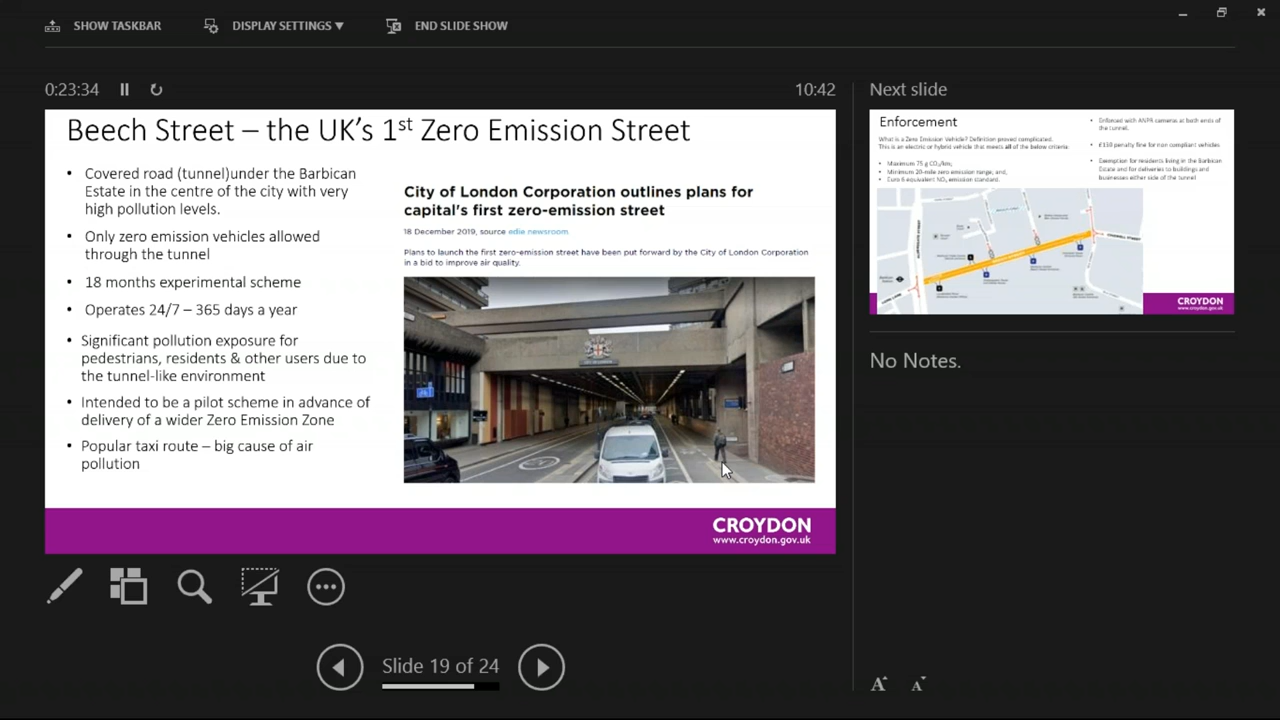 SHOW TASKBAR
DISPLAY SETTINGS ▼
END SLIDE SHOW
0:23:34
10:42
Beech Street – the UK's 1st Zero Emission Street
• Covered road (tunnel)under the Barbican
Estate in the centre of the city with very
high pollution levels.
• Only zero emission vehicles allowed
through the tunnel
• 18 months experimental scheme
• Operates 24/7 – 365 days a year
• Significant pollution exposure for
pedestrians, residents & other users due to
the tunnel-like environment
• Intended to be a pilot scheme in advance of
delivery of a wider Zero Emission Zone
• Popular taxi route – big cause of air
pollution
City of London Corporation outlines plans for
capital's first zero-emission street
18 December 2019, source edie newsroom
Plans to launch the first zero-emission street have been put forward by the City of London Corporation
in a bid to improve air quality.
CROYDON
www.croydon.gov.uk
Next slide
Enforcement
What is a Zero Emission Vehicle? Definition proved complicated.
This is an electric or hybrid vehicle that meets all of the below criteria.
• Maximum 75 g CO₂/km;
• Minimum 20-mile zero emission range; and,
• Euro 6 equivalent NOₓ emission standard.
• Enforced with ANPR cameras at both ends of
the tunnel.
• £130 penalty fine for non compliant vehicles
• Exemption for residents living in the Barbican
Estate and for deliveries to buildings and
businesses either side of the tunnel
CROYDON
www.croydon.gov.uk
No Notes.
Slide 19 of 24
A A